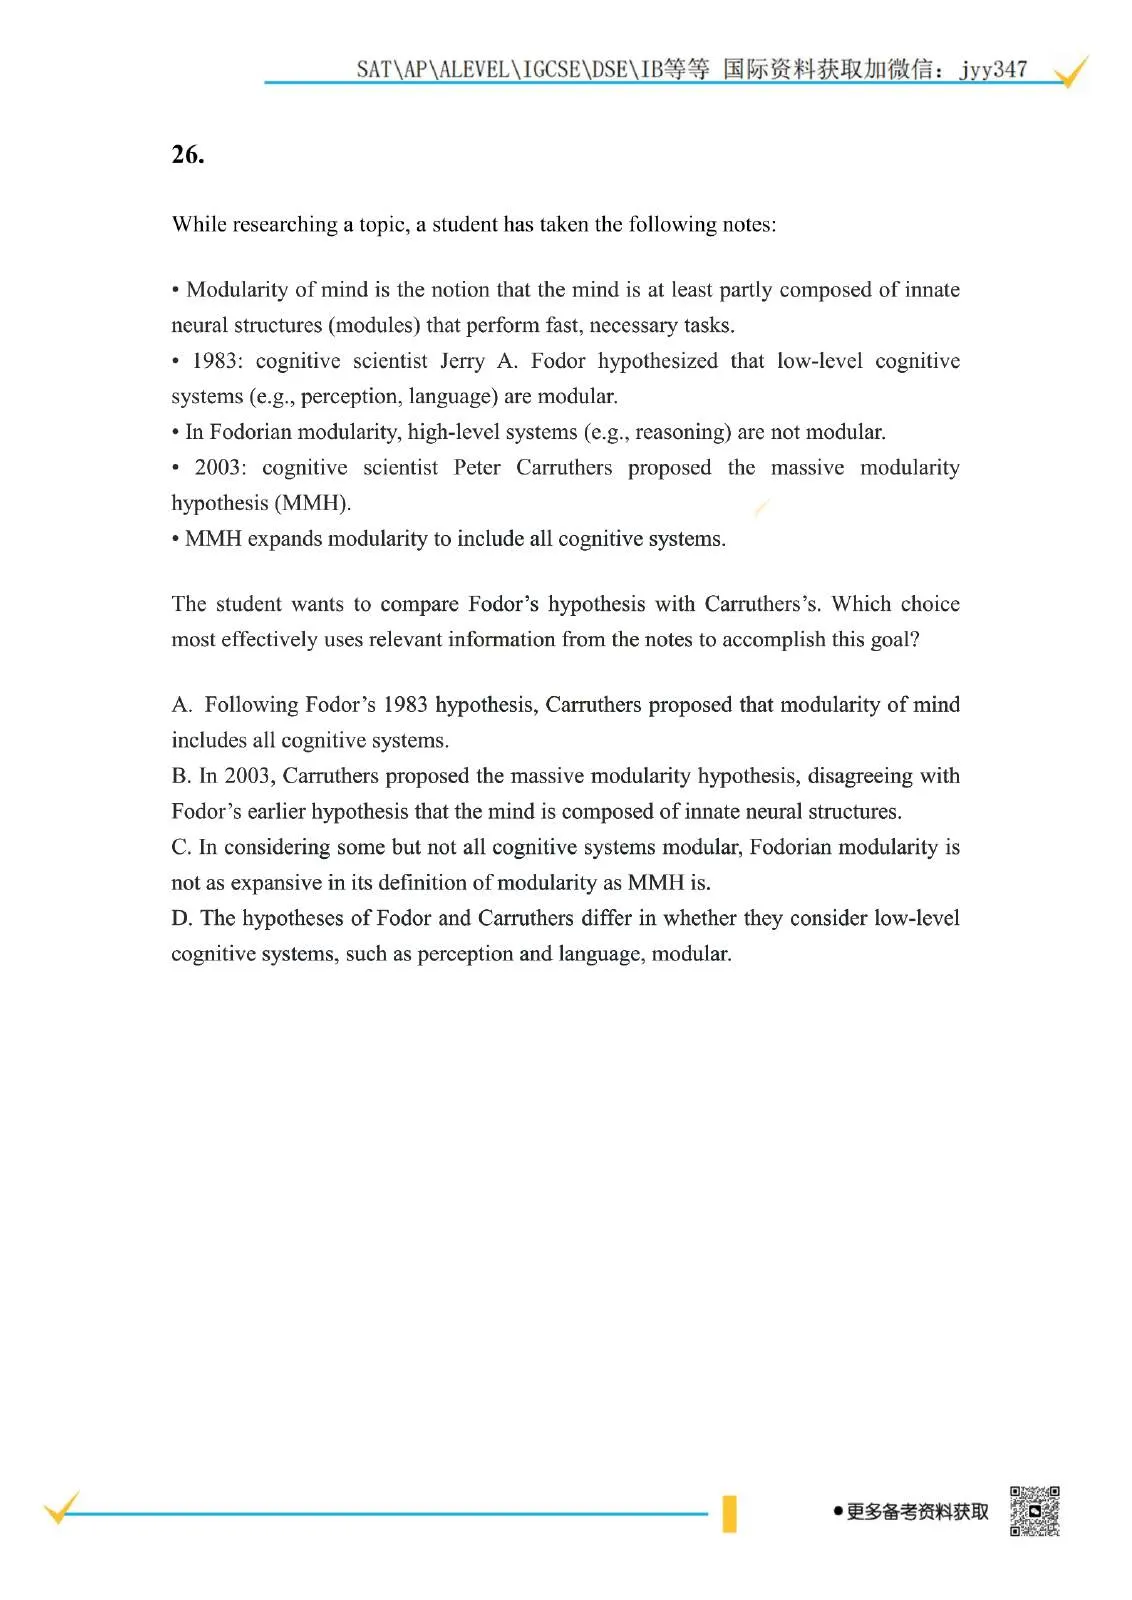 SAT\AP\ALEVEL\IGCSE\DSE\IB等等 国际资料获取加微信：jyy347
26.
While researching a topic, a student has taken the following notes:
• Modularity of mind is the notion that the mind is at least partly composed of innate
neural structures (modules) that perform fast, necessary tasks.
• 1983: cognitive scientist Jerry A. Fodor hypothesized that low-level cognitive
systems (e.g., perception, language) are modular.
• In Fodorian modularity, high-level systems (e.g., reasoning) are not modular.
• 2003: cognitive scientist Peter Carruthers proposed the massive modularity
hypothesis (MMH).
• MMH expands modularity to include all cognitive systems.
The student wants to compare Fodor’s hypothesis with Carruthers’s. Which choice
most effectively uses relevant information from the notes to accomplish this goal?
A. Following Fodor’s 1983 hypothesis, Carruthers proposed that modularity of mind
includes all cognitive systems.
B. In 2003, Carruthers proposed the massive modularity hypothesis, disagreeing with
Fodor’s earlier hypothesis that the mind is composed of innate neural structures.
C. In considering some but not all cognitive systems modular, Fodorian modularity is
not as expansive in its definition of modularity as MMH is.
D. The hypotheses of Fodor and Carruthers differ in whether they consider low-level
cognitive systems, such as perception and language, modular.
●更多备考资料获取